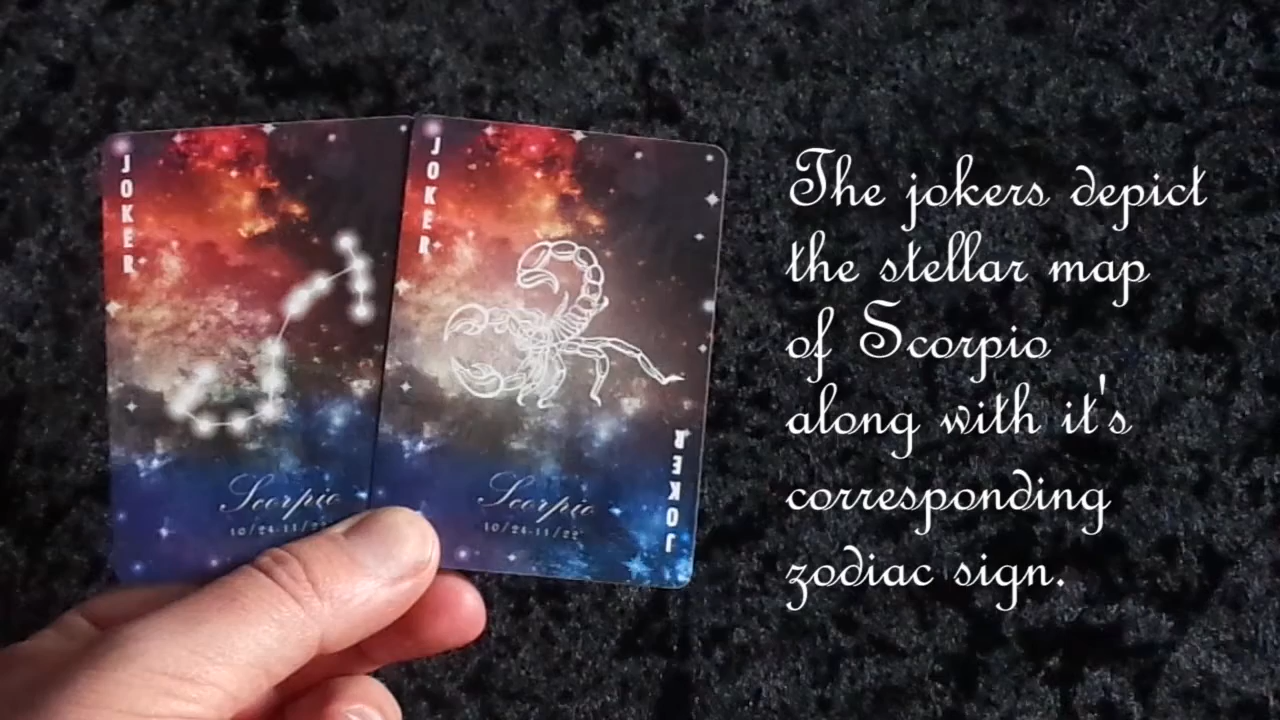 JOKER
Scorpio
10/24-11/22
JOKER
Scorpio
10/24-11/22
JOKER
The jokers depict
the stellar map
of Scorpio
along with it's
corresponding
zodiac sign.